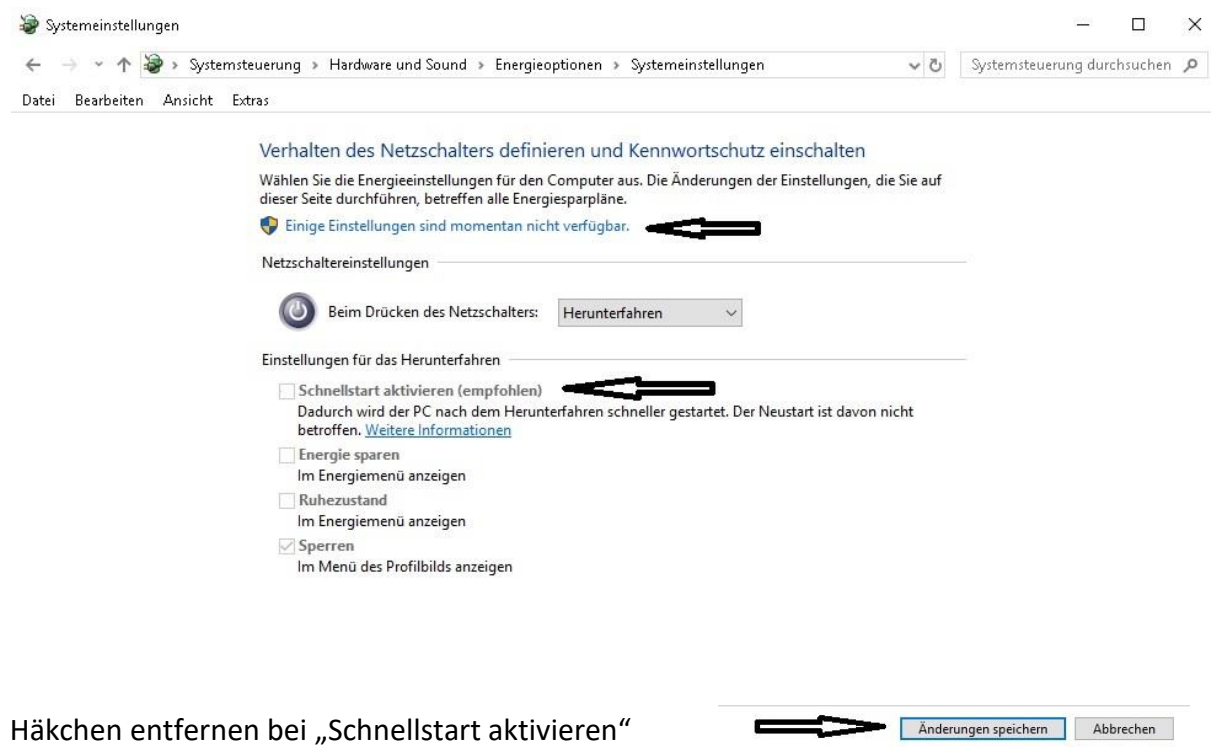 Systemeinstellungen
Systemsteuerung > Hardware und Sound > Energieoptionen > Systemeinstellungen
Systemsteuerung durchsuchen
Datei Bearbeiten Ansicht Extras
Verhalten des Netzschalters definieren und Kennwortschutz einschalten
Wählen Sie die Energieeinstellungen für den Computer aus. Die Änderungen der Einstellungen, die Sie auf
dieser Seite durchführen, betreffen alle Energiesparpläne.
Einige Einstellungen sind momentan nicht verfügbar.
Netzschaltereinstellungen
Beim Drücken des Netzschalters: Herunterfahren
Einstellungen für das Herunterfahren
Schnellstart aktivieren (empfohlen)
Dadurch wird der PC nach dem Herunterfahren schneller gestartet. Der Neustart ist davon nicht
betroffen. Weitere Informationen
Energie sparen
Im Energiemenü anzeigen
Ruhezustand
Im Energiemenü anzeigen
Sperren
Im Menü des Profilbilds anzeigen
Häkchen entfernen bei „Schnellstart aktivieren“
Änderungen speichern Abbrechen